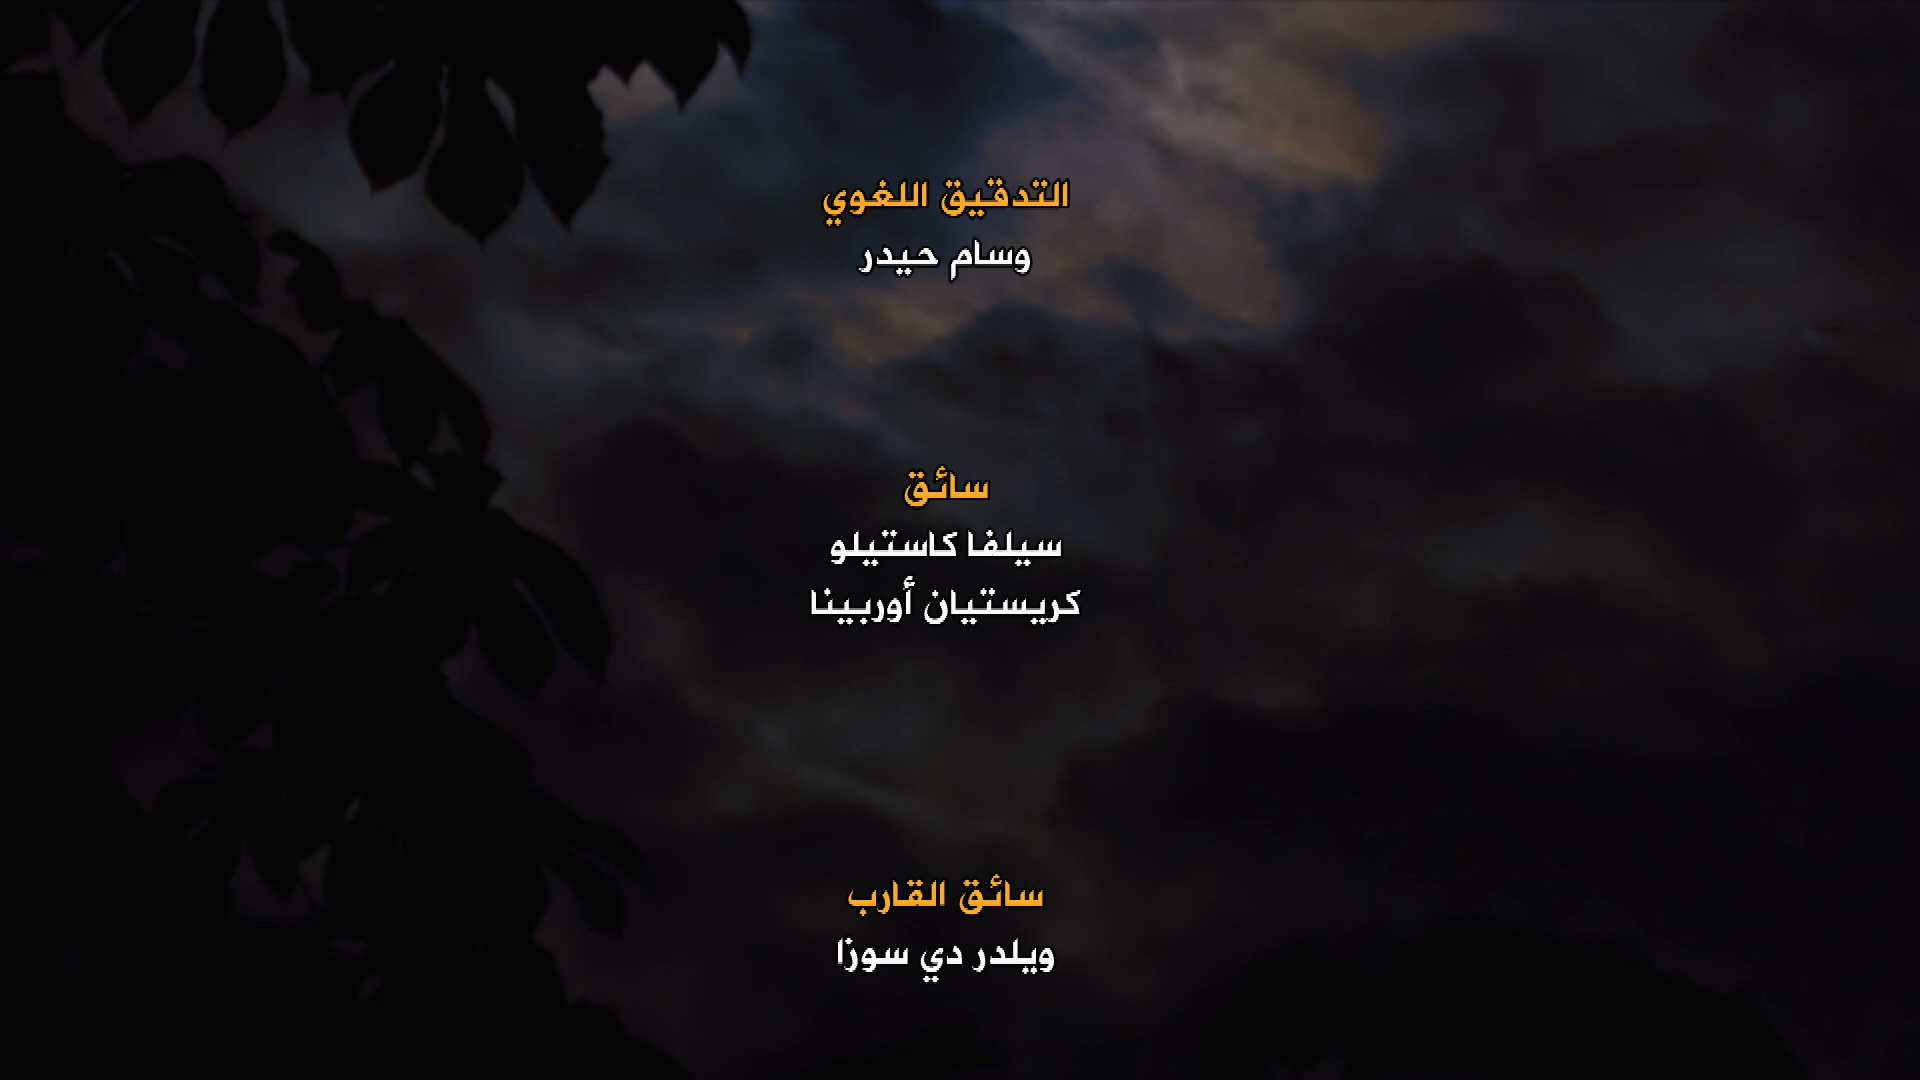 التدقيق اللغوي
وسام حيدر
سائق
سيلفا كاستيلو
كريستيان أوربينا
سائق القارب
ويلدر دي سوزا